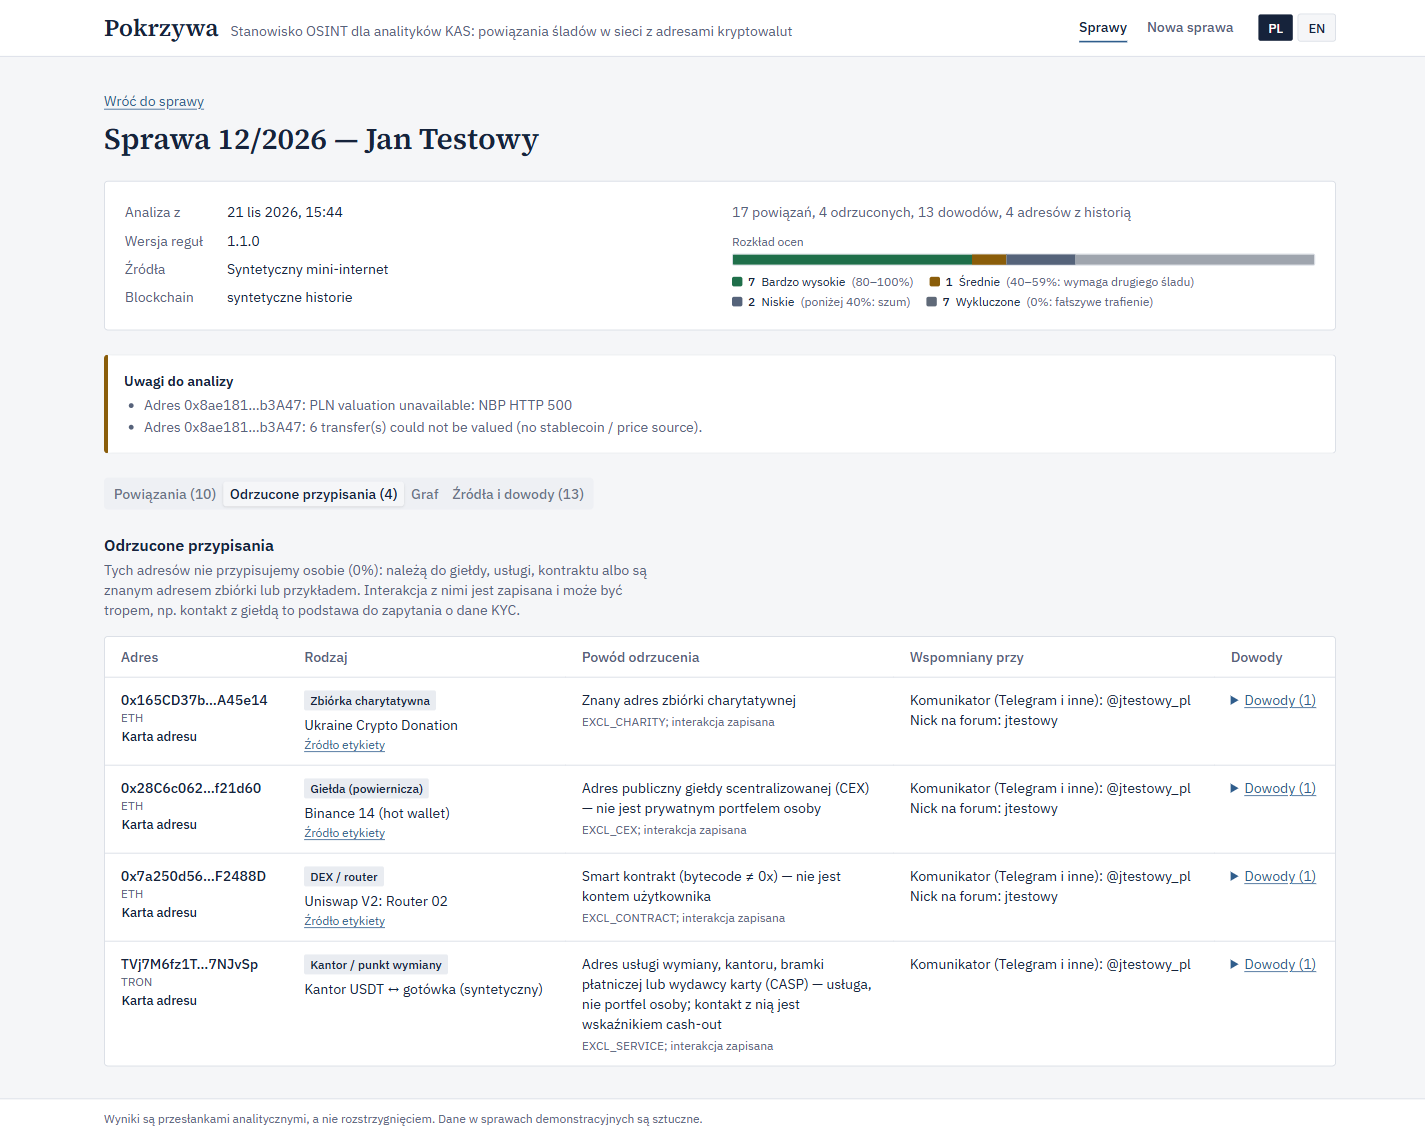 Pokrzywa Stanowisko OSINT dla analityków KAS: powiązania śladów w sieci z adresami kryptowalut Sprawy Nowa sprawa PL EN
Wróć do sprawy
Sprawa 12/2026 — Jan Testowy
Analiza z 21 lis 2026, 15:44
Wersja reguł 1.1.0
Źródła Syntetyczny mini-internet
Blockchain syntetyczne historie
17 powiązań, 4 odrzuconych, 13 dowodów, 4 adresów z historią
Rozkład ocen
7 Bardzo wysokie (80–100%) 1 Średnie (40–59%: wymaga drugiego śladu)
2 Niskie (poniżej 40%: szum) 7 Wykluczone (0%: fałszywe trafienie)
Uwagi do analizy
• Adres 0x8ae181…b3A47: PLN valuation unavailable: NBP HTTP 500
• Adres 0x8ae181…b3A47: 6 transfer(s) could not be valued (no stablecoin / price source).
Powiązania (10) Odrzucone przypisania (4) Graf Źródła i dowody (13)
Odrzucone przypisania
Tych adresów nie przypisujemy osobie (0%): należą do giełdy, usługi, kontraktu albo są
znanym adresem zbiórki lub przykładem. Interakcja z nimi jest zapisana i może być
tropem, np. kontakt z giełdą to podstawa do zapytania o dane KYC.
Adres Rodzaj Powód odrzucenia Wspomniany przy Dowody
0x165CD37b…A45e14
ETH
Karta adresu
Zbiórka charytatywna
Ukraine Crypto Donation
Źródło etykiety
Znany adres zbiórki charytatywnej
EXCL_CHARITY; interakcja zapisana
Komunikator (Telegram i inne): @jtestowy_pl
Nick na forum: jtestowy
Dowody (1)
0x28C6c062…f21d60
ETH
Karta adresu
Giełda (powiernicza)
Binance 14 (hot wallet)
Źródło etykiety
Adres publiczny giełdy scentralizowanej (CEX)
— nie jest prywatnym portfelem osoby
EXCL_CEX; interakcja zapisana
Komunikator (Telegram i inne): @jtestowy_pl
Nick na forum: jtestowy
Dowody (1)
0x7a250d56…F2488D
ETH
Karta adresu
DEX / router
Uniswap V2: Router 02
Źródło etykiety
Smart kontrakt (bytecode ≠ 0x) — nie jest
kontem użytkownika
EXCL_CONTRACT; interakcja zapisana
Komunikator (Telegram i inne): @jtestowy_pl
Nick na forum: jtestowy
Dowody (1)
TVj7M6fz1T…7NJvSp
TRON
Karta adresu
Kantor / punkt wymiany
Kantor USDT ↔ gotówka (syntetyczny)
Adres usługi wymiany, kantoru, bramki
płatniczej lub wydawcy karty (CASP) — usługa,
nie portfel osoby; kontakt z nią jest
wskaźnikiem cash-out
EXCL_SERVICE; interakcja zapisana
Komunikator (Telegram i inne): @jtestowy_pl
Dowody (1)
Wyniki są przesłankami analitycznymi, a nie rozstrzygnięciem. Dane w sprawach demonstracyjnych są sztuczne.